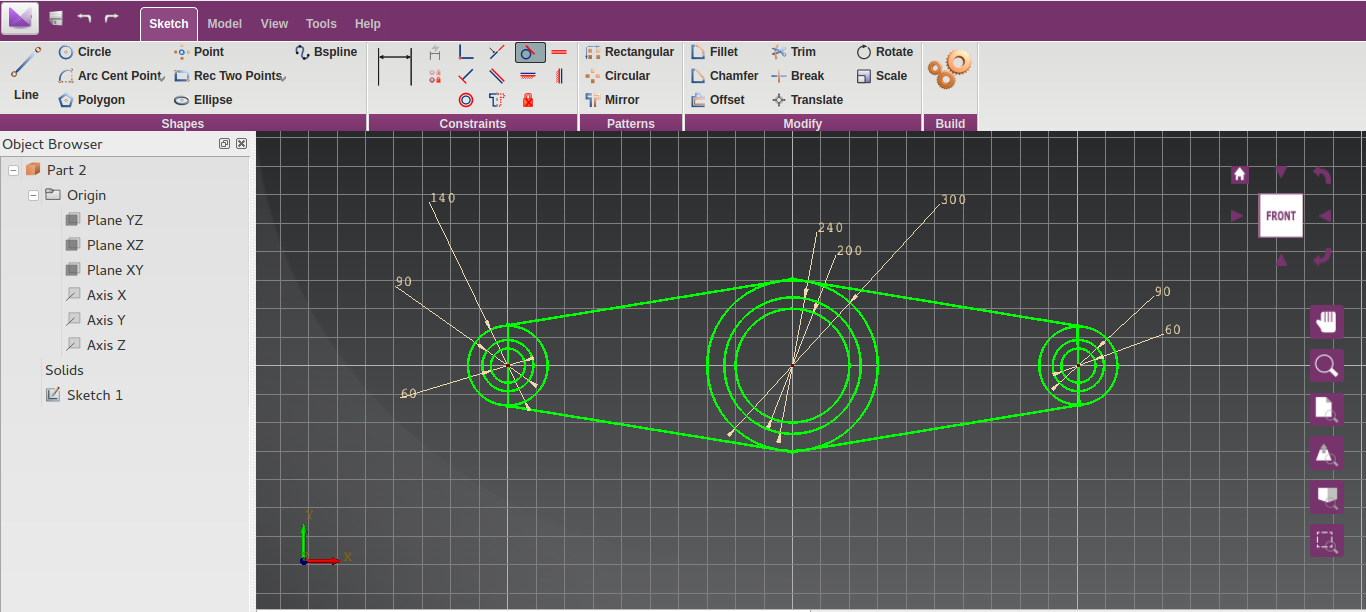 Sketch Model View Tools Help
Circle Point Bspline Rectangular Fillet Trim Rotate
Arc Cent Point Rec Two Points Circular Chamfer Break Scale
Line Polygon Ellipse Mirror Offset Translate
Shapes Constraints Patterns Modify Build
Object Browser
Part 2
Origin
Plane YZ
Plane XZ
Plane XY
Axis X
Axis Y
Axis Z
Solids
Sketch 1
140
300
240
200
90
90
60
60
FRONT
Y
X